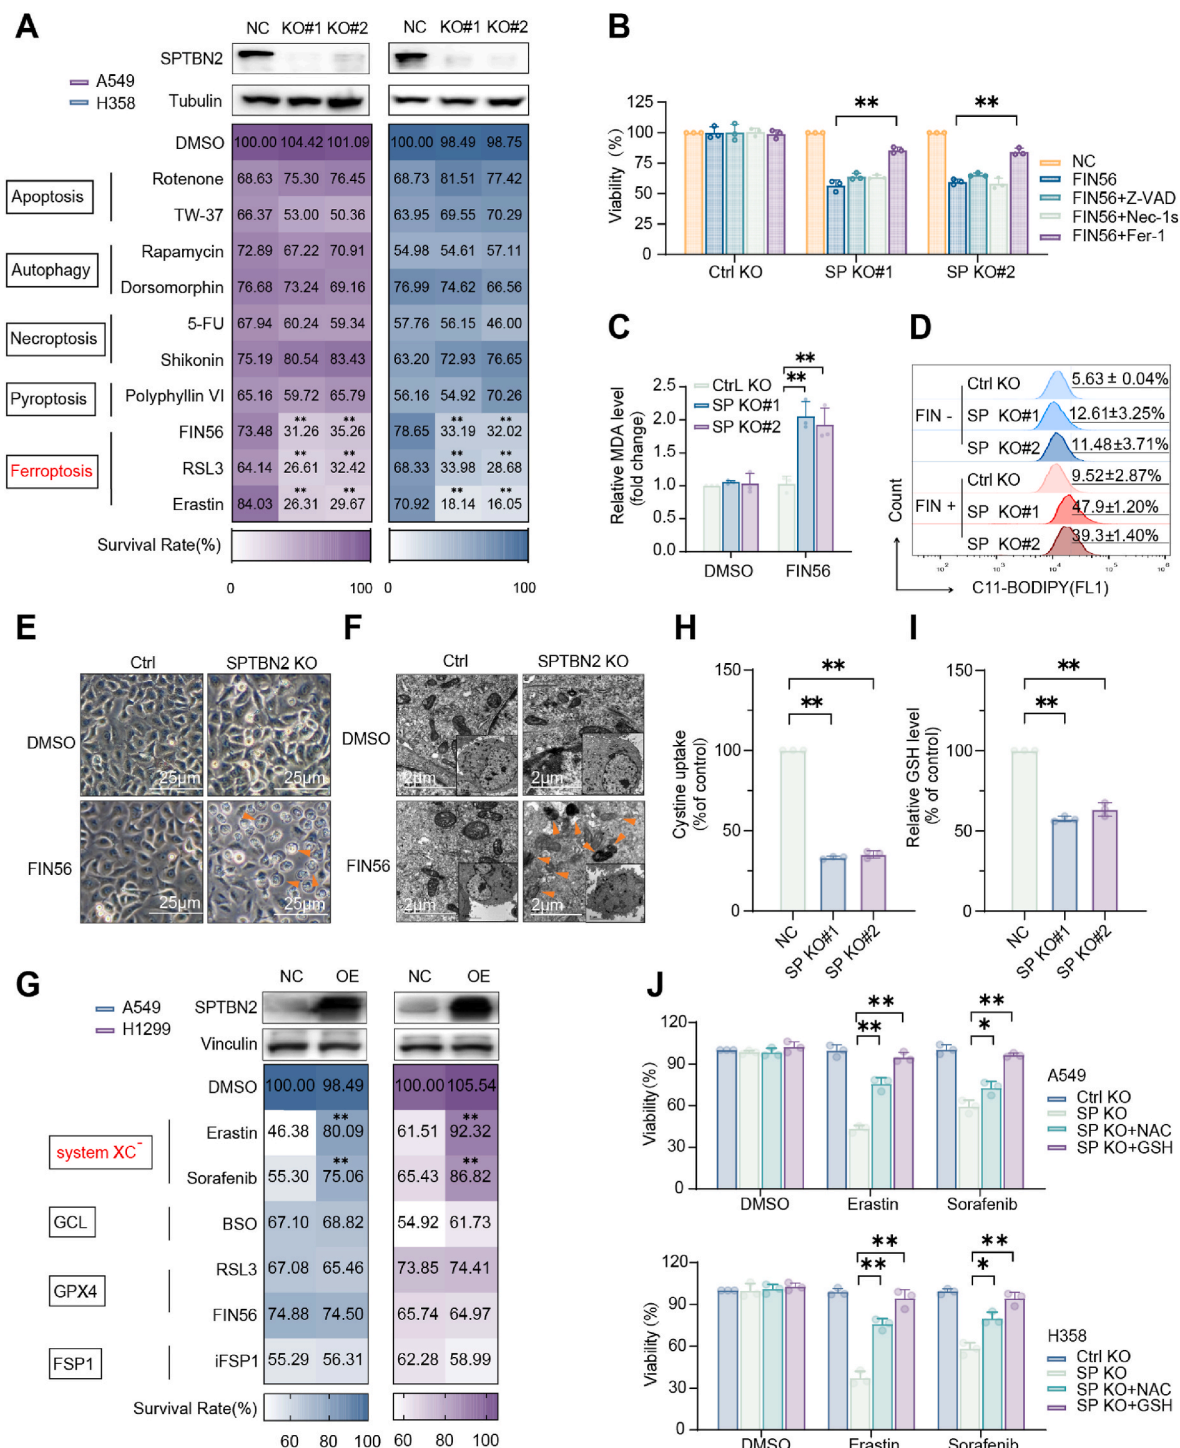 A
NC KO#1 KO#2
SPTBN2
A549
H358
Tubulin
DMSO 100.00 104.42 101.09 100.00 98.49 98.75
Apoptosis
Rotenone 68.63 75.30 76.45 68.73 81.51 77.42
TW-37 66.37 53.00 50.36 63.95 69.55 70.29
Autophagy
Rapamycin 72.89 67.22 70.91 54.98 54.61 57.11
Dorsomorphin 76.68 73.24 69.16 76.99 74.62 66.56
Necroptosis
5-FU 67.94 60.24 59.34 57.76 56.15 46.00
Shikonin 75.19 80.54 83.43 63.20 72.93 76.65
Pyroptosis
Polyphyllin VI 65.16 59.72 65.79 56.16 54.92 70.26
** ** ** **
FIN56 73.48 31.26 35.26 78.65 33.19 32.02
Ferroptosis
** ** ** **
RSL3 64.14 26.61 32.42 68.33 33.98 28.68
** ** ** **
Erastin 84.03 26.31 29.67 70.92 18.14 16.05
Survival Rate(%)
0 100 0 100
NC KO#1 KO#2
B
** **
Viability (%)
125
100
75
50
25
0
Ctrl KO SP KO#1 SP KO#2
NC
FIN56
FIN56+Z-VAD
FIN56+Nec-1s
FIN56+Fer-1
C
**
**
Relative MDA level
(fold change)
2.5
2.0
1.5
1.0
0.5
0.0
CtrL KO
SP KO#1
SP KO#2
DMSO FIN56
D
Count
FIN -
Ctrl KO 5.63 ± 0.04%
SP KO#1 12.61±3.25%
SP KO#2 11.48±3.71%
FIN +
Ctrl KO 9.52±2.87%
SP KO#1 47.9±1.20%
SP KO#2 39.3±1.40%
10² 10³ 10⁴ 10⁵ 10⁶
C11-BODIPY(FL1)
E
Ctrl SPTBN2 KO
DMSO
25μm 25μm
FIN56
25μm 25μm
F
Ctrl SPTBN2 KO
DMSO
2μm 2μm
FIN56
2μm 2μm
H
**
**
Cystine uptake
(%of control)
150
100
50
0
NC SP KO#1 SP KO#2
I
**
**
Relative GSH level
(% of control)
150
100
50
0
NC SP KO#1 SP KO#2
G
NC OE NC OE
SPTBN2
A549
H1299
Vinculin
DMSO 100.00 98.49 100.00 105.54
system XC⁻
** **
Erastin 46.38 80.09 61.51 92.32
** **
Sorafenib 55.30 75.06 65.43 86.82
GCL
BSO 67.10 68.82 54.92 61.73
GPX4
RSL3 67.08 65.46 73.85 74.41
FIN56 74.88 74.50 65.74 64.97
FSP1
iFSP1 55.29 56.31 62.28 58.99
Survival Rate(%)
60 80 100 60 80 100
J
** **
** *
Viability(%)
120
90
60
30
0
DMSO Erastin Sorafenib
A549
Ctrl KO
SP KO
SP KO+NAC
SP KO+GSH
** **
** *
Viability (%)
120
90
60
30
0
DMSO Erastin Sorafenib
H358
Ctrl KO
SP KO
SP KO+NAC
SP KO+GSH